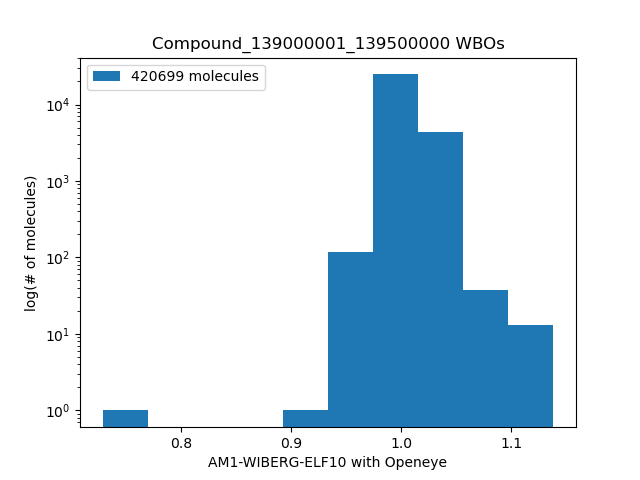 Compound_139000001_139500000 WBOs
420699 molecules
log(# of molecules)
10⁴
10³
10²
10¹
10⁰
0.8 0.9 1.0 1.1
AM1-WIBERG-ELF10 with Openeye